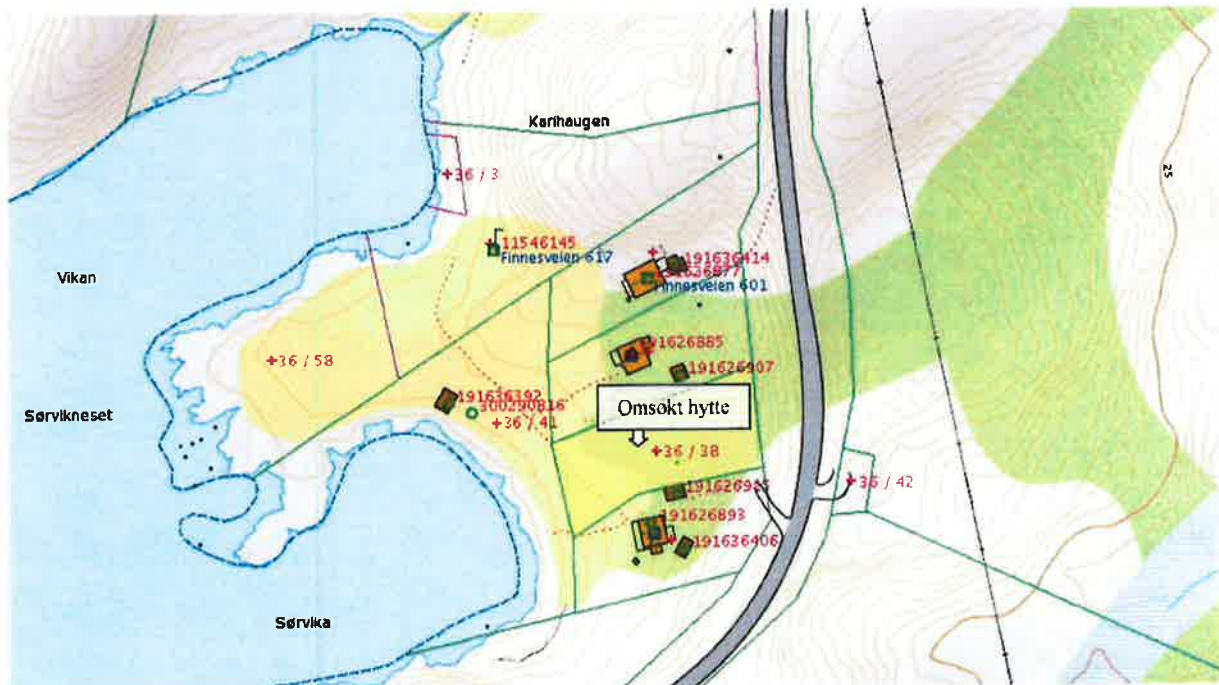 Karihaugen
+36 / 3
25
11546145
Finnesveien 617
191636414
Vikan
Finnesveien 601
191626885
+36 / 58
191626907
191636392
300290816
Omsøkt hytte
Sørvikneset
+36 / 41
+36 / 38
+36 / 42
191626893
191636406
Sørvika